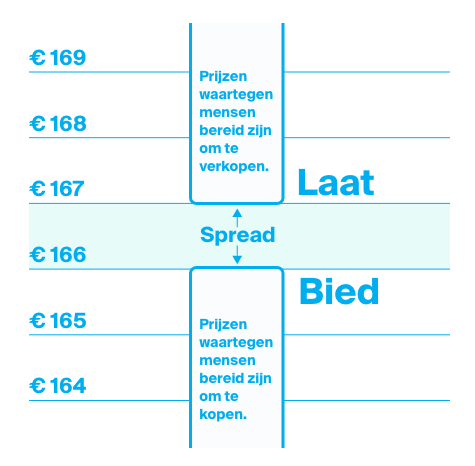 € 169
Prijzen
waartegen
mensen
bereid zijn
om te
verkopen.
€ 168
€ 167
Laat
Spread
€ 166
Bied
€ 165
Prijzen
waartegen
mensen
bereid zijn
om te
kopen.
€ 164